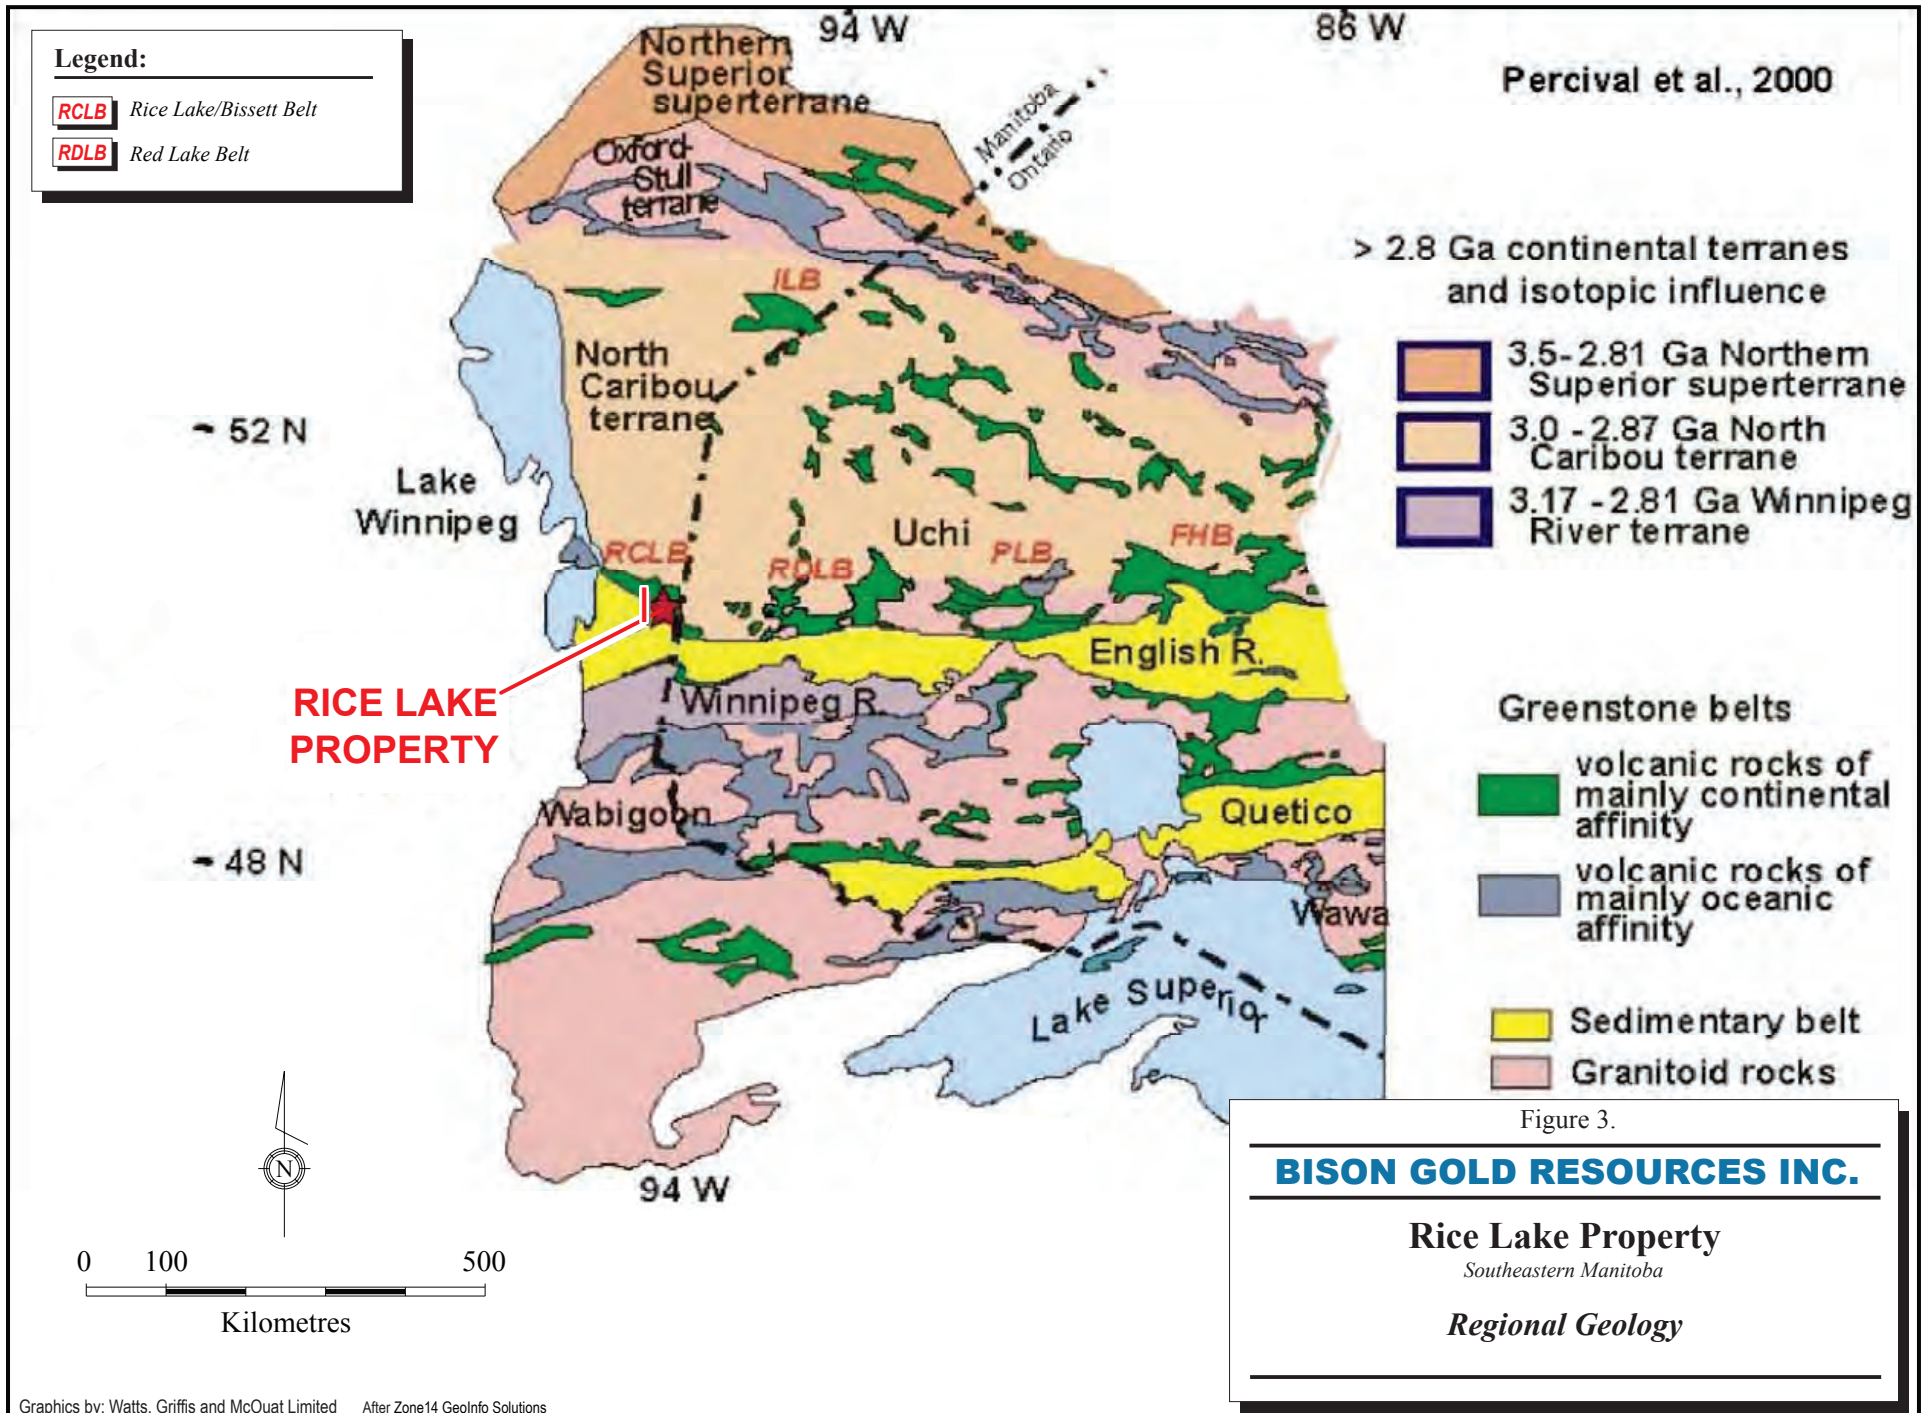 Legend:
RCLB Rice Lake/Bissett Belt
RDLB Red Lake Belt
94 W
86 W
Percival et al., 2000
Northern
Superior
superterrane
Manitoba
Ontario
Oxford-
Stull
terrane
ILB
North
Caribou
terrane
~ 52 N
Lake
Winnipeg
Uchi
RCLB
RDLB
PLB
FHB
English R.
RICE LAKE
PROPERTY
Winnipeg R.
Wabigoon
Quetico
~ 48 N
Wawa
Lake Superior
94 W
> 2.8 Ga continental terranes
and isotopic influence
3.5-2.81 Ga Northern
Superior superterrane
3.0 -2.87 Ga North
Caribou terrane
3.17 -2.81 Ga Winnipeg
River terrane
Greenstone belts
volcanic rocks of
mainly continental
affinity
volcanic rocks of
mainly oceanic
affinity
Sedimentary belt
Granitoid rocks
N
0 100 500
Kilometres
Figure 3.
BISON GOLD RESOURCES INC.
Rice Lake Property
Southeastern Manitoba
Regional Geology
Graphics by: Watts, Griffis and McOuat Limited After Zone14 GeoInfo Solutions